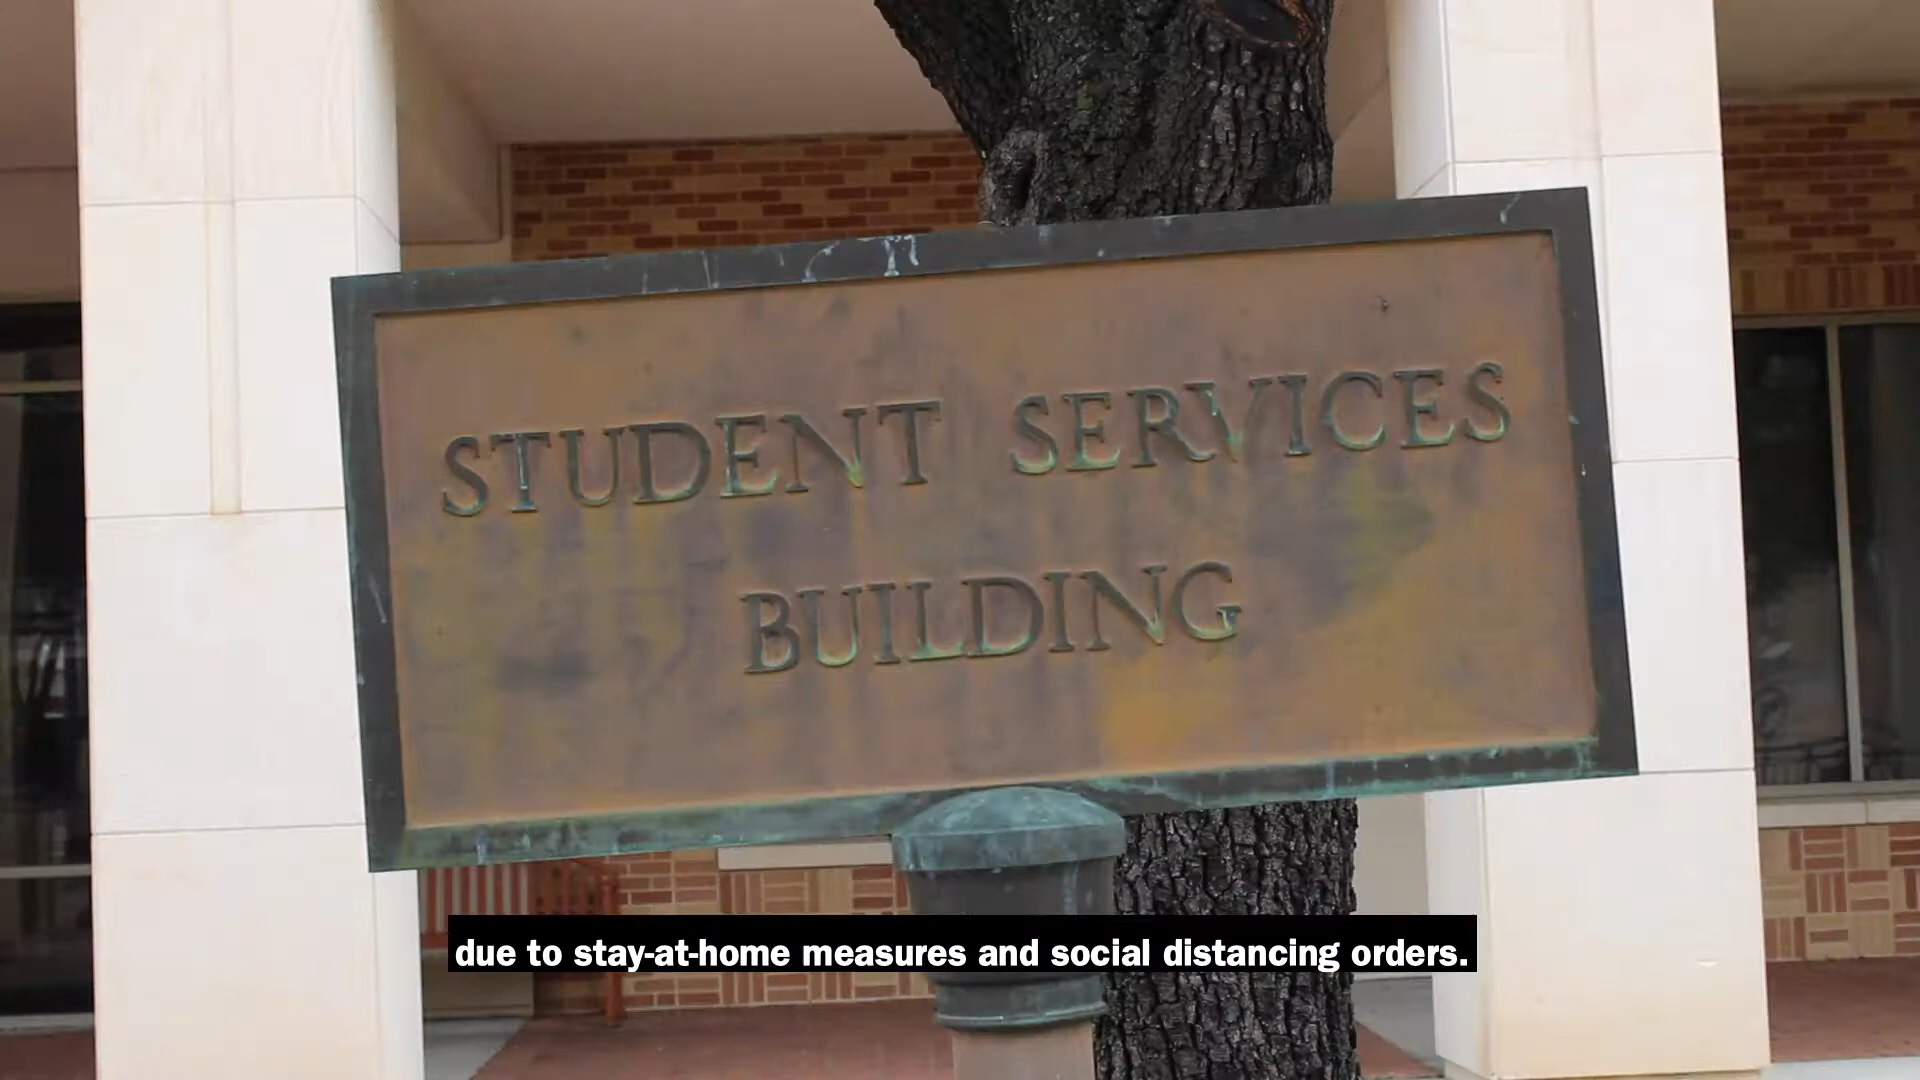 STUDENT SERVICES
BUILDING
due to stay-at-home measures and social distancing orders.